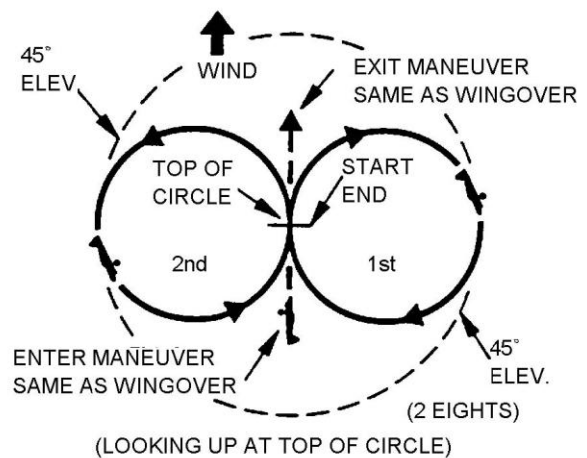 45°
ELEV
WIND
EXIT MANEUVER
SAME AS WINGOVER
TOP OF
CIRCLE
START
END
2nd
1st
ENTER MANEUVER
SAME AS WINGOVER
45°
ELEV.
(2 EIGHTS)
(LOOKING UP AT TOP OF CIRCLE)